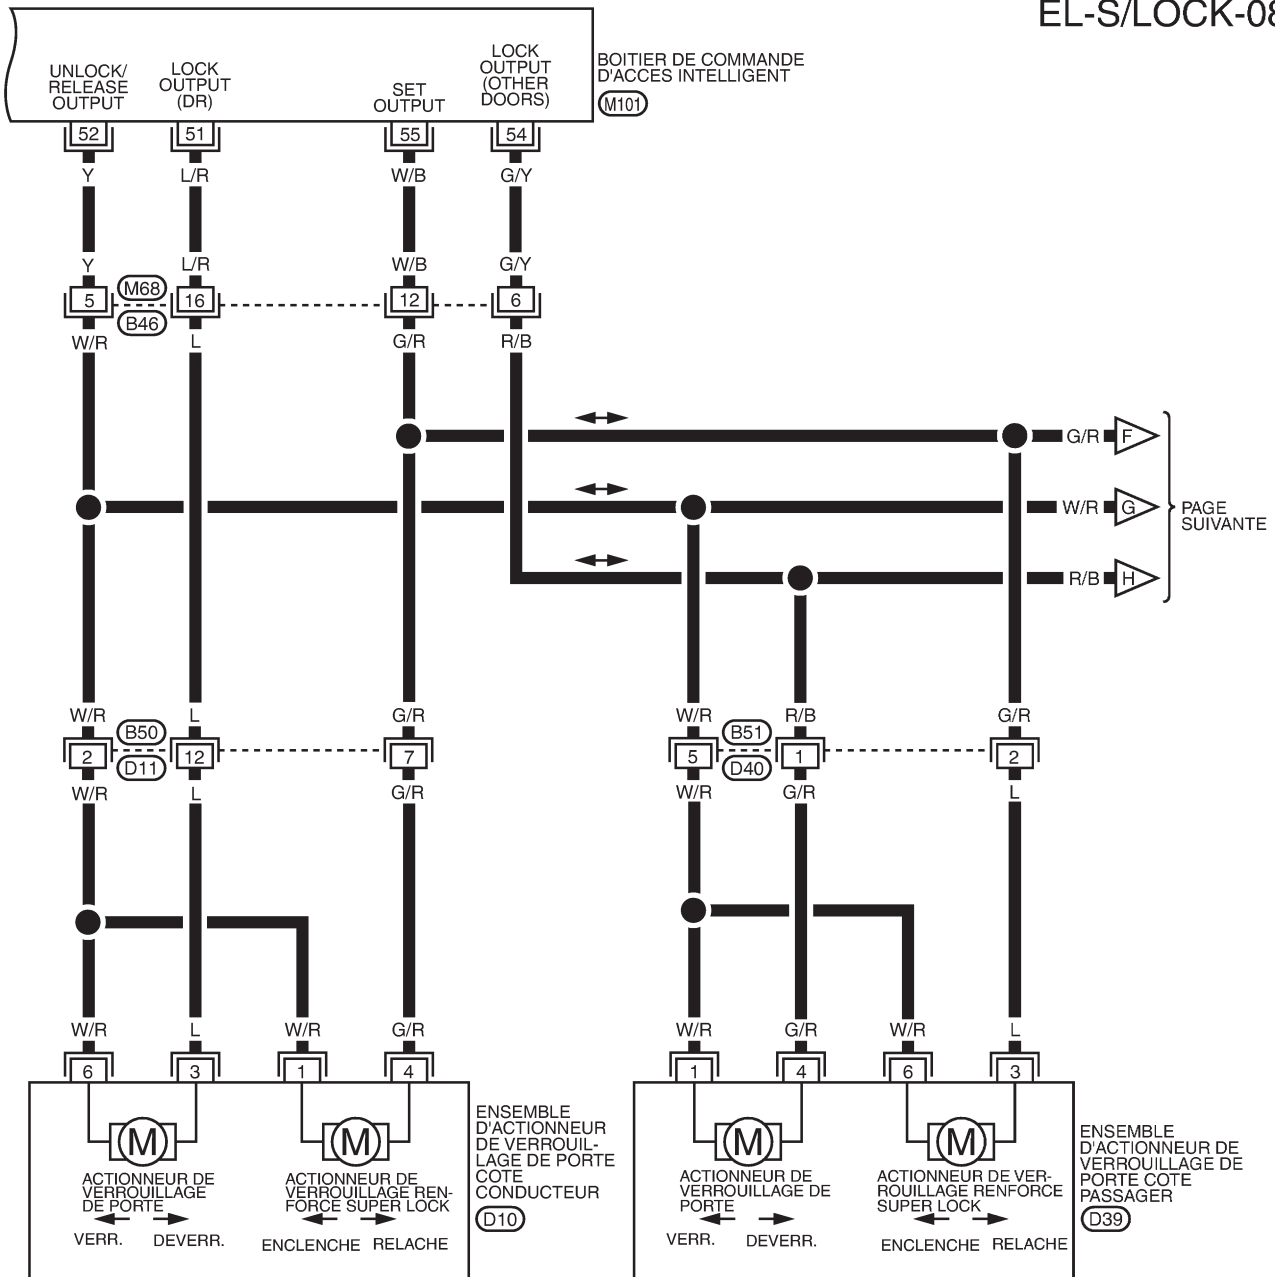 EL-S/LOCK-08
UNLOCK/
RELEASE
OUTPUT
LOCK
OUTPUT
(DR)
SET
OUTPUT
LOCK
OUTPUT
(OTHER
DOORS)
BOITIER DE COMMANDE
D'ACCES INTELLIGENT
M101
52 51 55 54
Y L/R W/B G/Y
Y L/R W/B G/Y
M68
5 16 12 6
B46
W/R L G/R R/B
G/R F
W/R G
R/B H
PAGE
SUIVANTE
W/R L G/R W/R R/B G/R
B50 B51
2 12 7 5 1 2
D11 D40
W/R L G/R W/R G/R L
W/R L W/R G/R W/R G/R W/R L
6 3 1 4 1 4 6 3
M M M M
ACTIONNEUR DE
VERROUILLAGE
DE PORTE
VERR. DEVERR.
ACTIONNEUR DE
VERROUILLAGE REN-
FORCE SUPER LOCK
ENCLENCHE RELACHE
ENSEMBLE
D'ACTIONNEUR
DE VERROUIL-
LAGE DE PORTE
COTE
CONDUCTEUR
D10
ACTIONNEUR DE
VERROUILLAGE DE
PORTE
VERR. DEVERR.
ACTIONNEUR DE VER-
ROUILLAGE RENFORCE
SUPER LOCK
ENCLENCHE RELACHE
ENSEMBLE
D'ACTIONNEUR DE
VERROUILLAGE DE
PORTE COTE
PASSAGER
D39